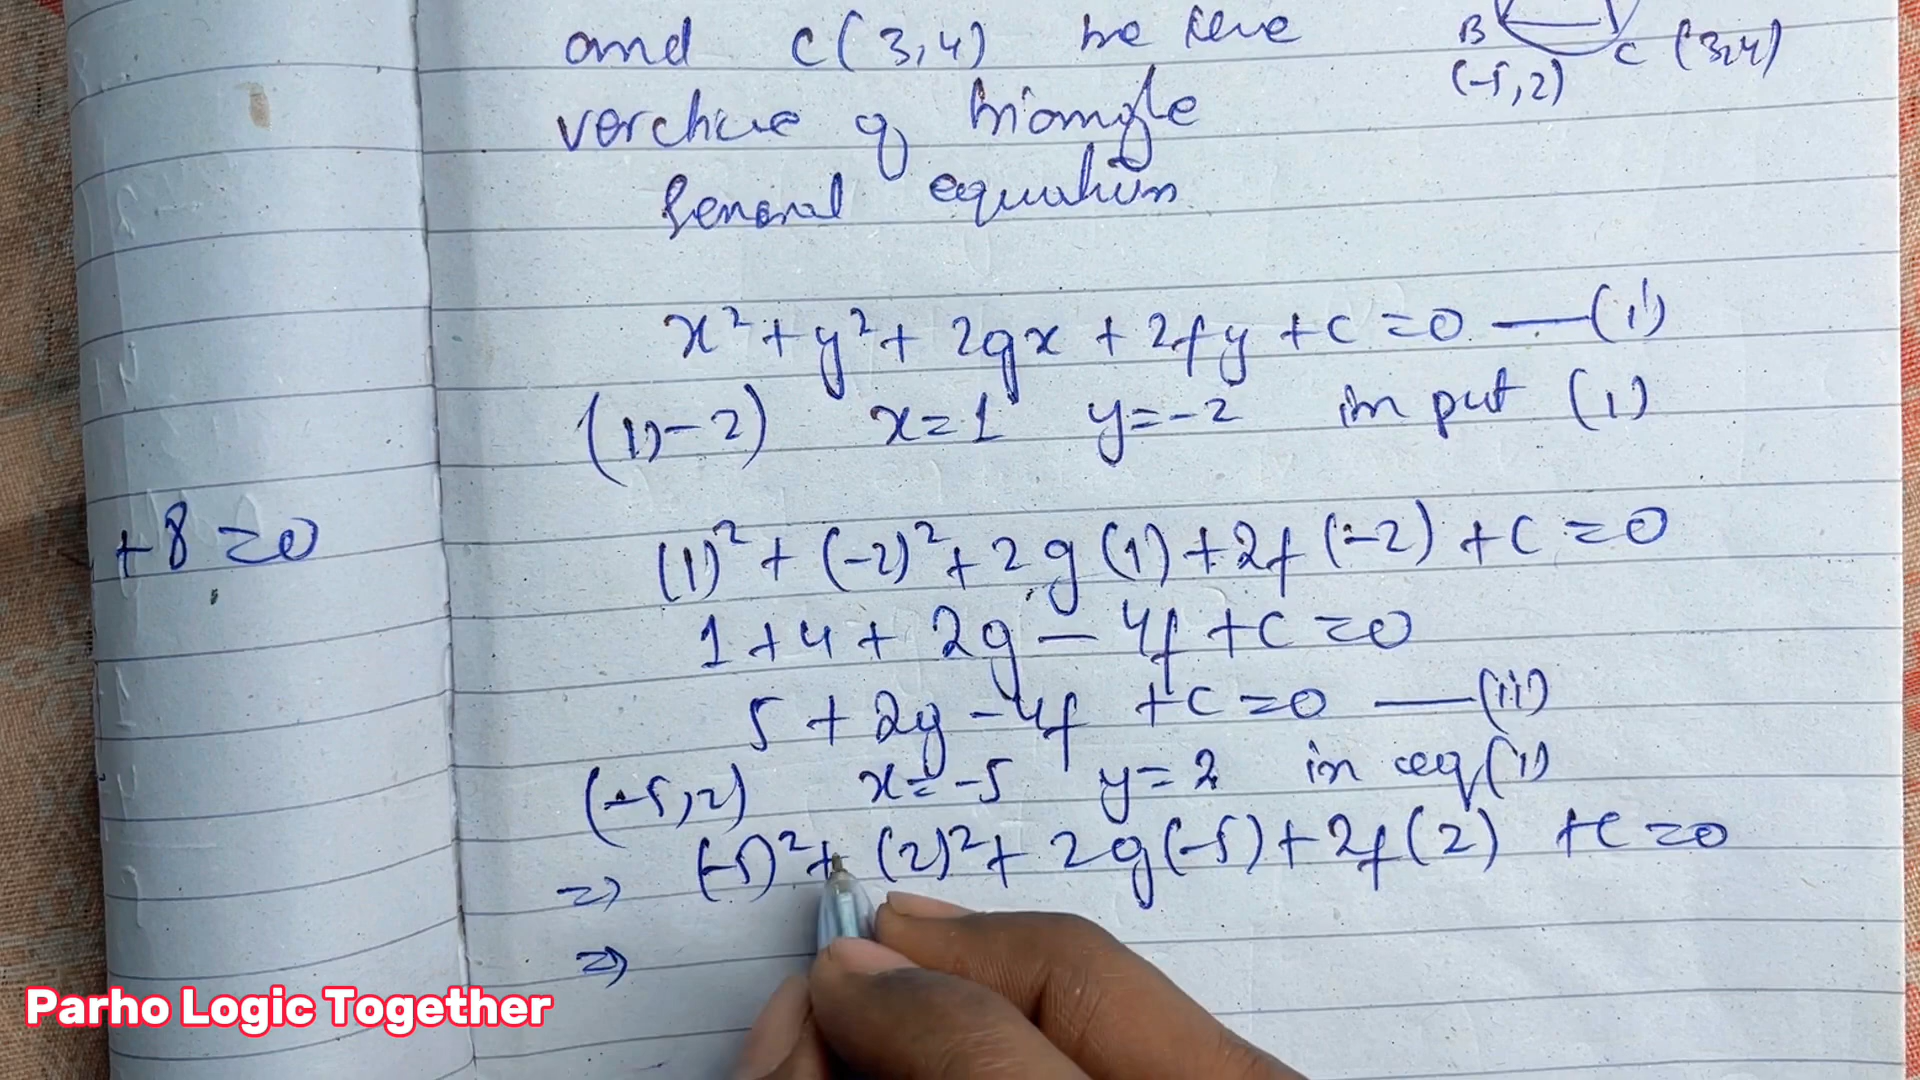 and C(3,4) be the
B
C (3,4)
(-5,2)
of triangle
General equation
x² + y² + 2gx + 2fy + c = 0 — (i)
(1,-2) x=1 y=-2 in put (1)
+ 8 = 0
(1)² + (-2)² + 2g(1) + 2f(-2) + c = 0
1 + 4 + 2g - 4f + c = 0
5 + 2g - 4f + c = 0 — (ii)
(-5,2) x=-5 y=2 in eq(1)
⇒ (-5)² + (2)² + 2g(-5) + 2f(2) + c = 0
⇒
Parho Logic Together